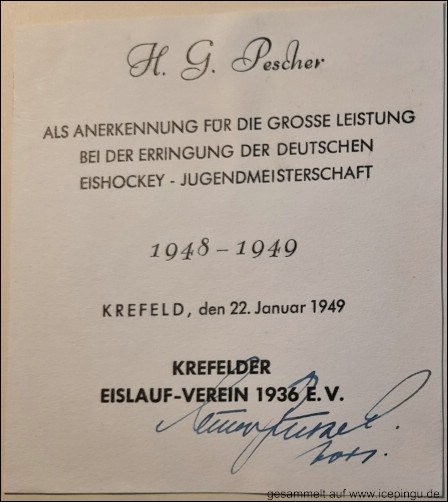 H. G. Pescher
ALS ANERKENNUNG FÜR DIE GROSSE LEISTUNG
BEI DER ERRINGUNG DER DEUTSCHEN
EISHOCKEY - JUGENDMEISTERSCHAFT
1948 – 1949
KREFELD, den 22. Januar 1949
KREFELDER
EISLAUF-VEREIN 1936 E. V.
gesammelt auf www.icepingu.de